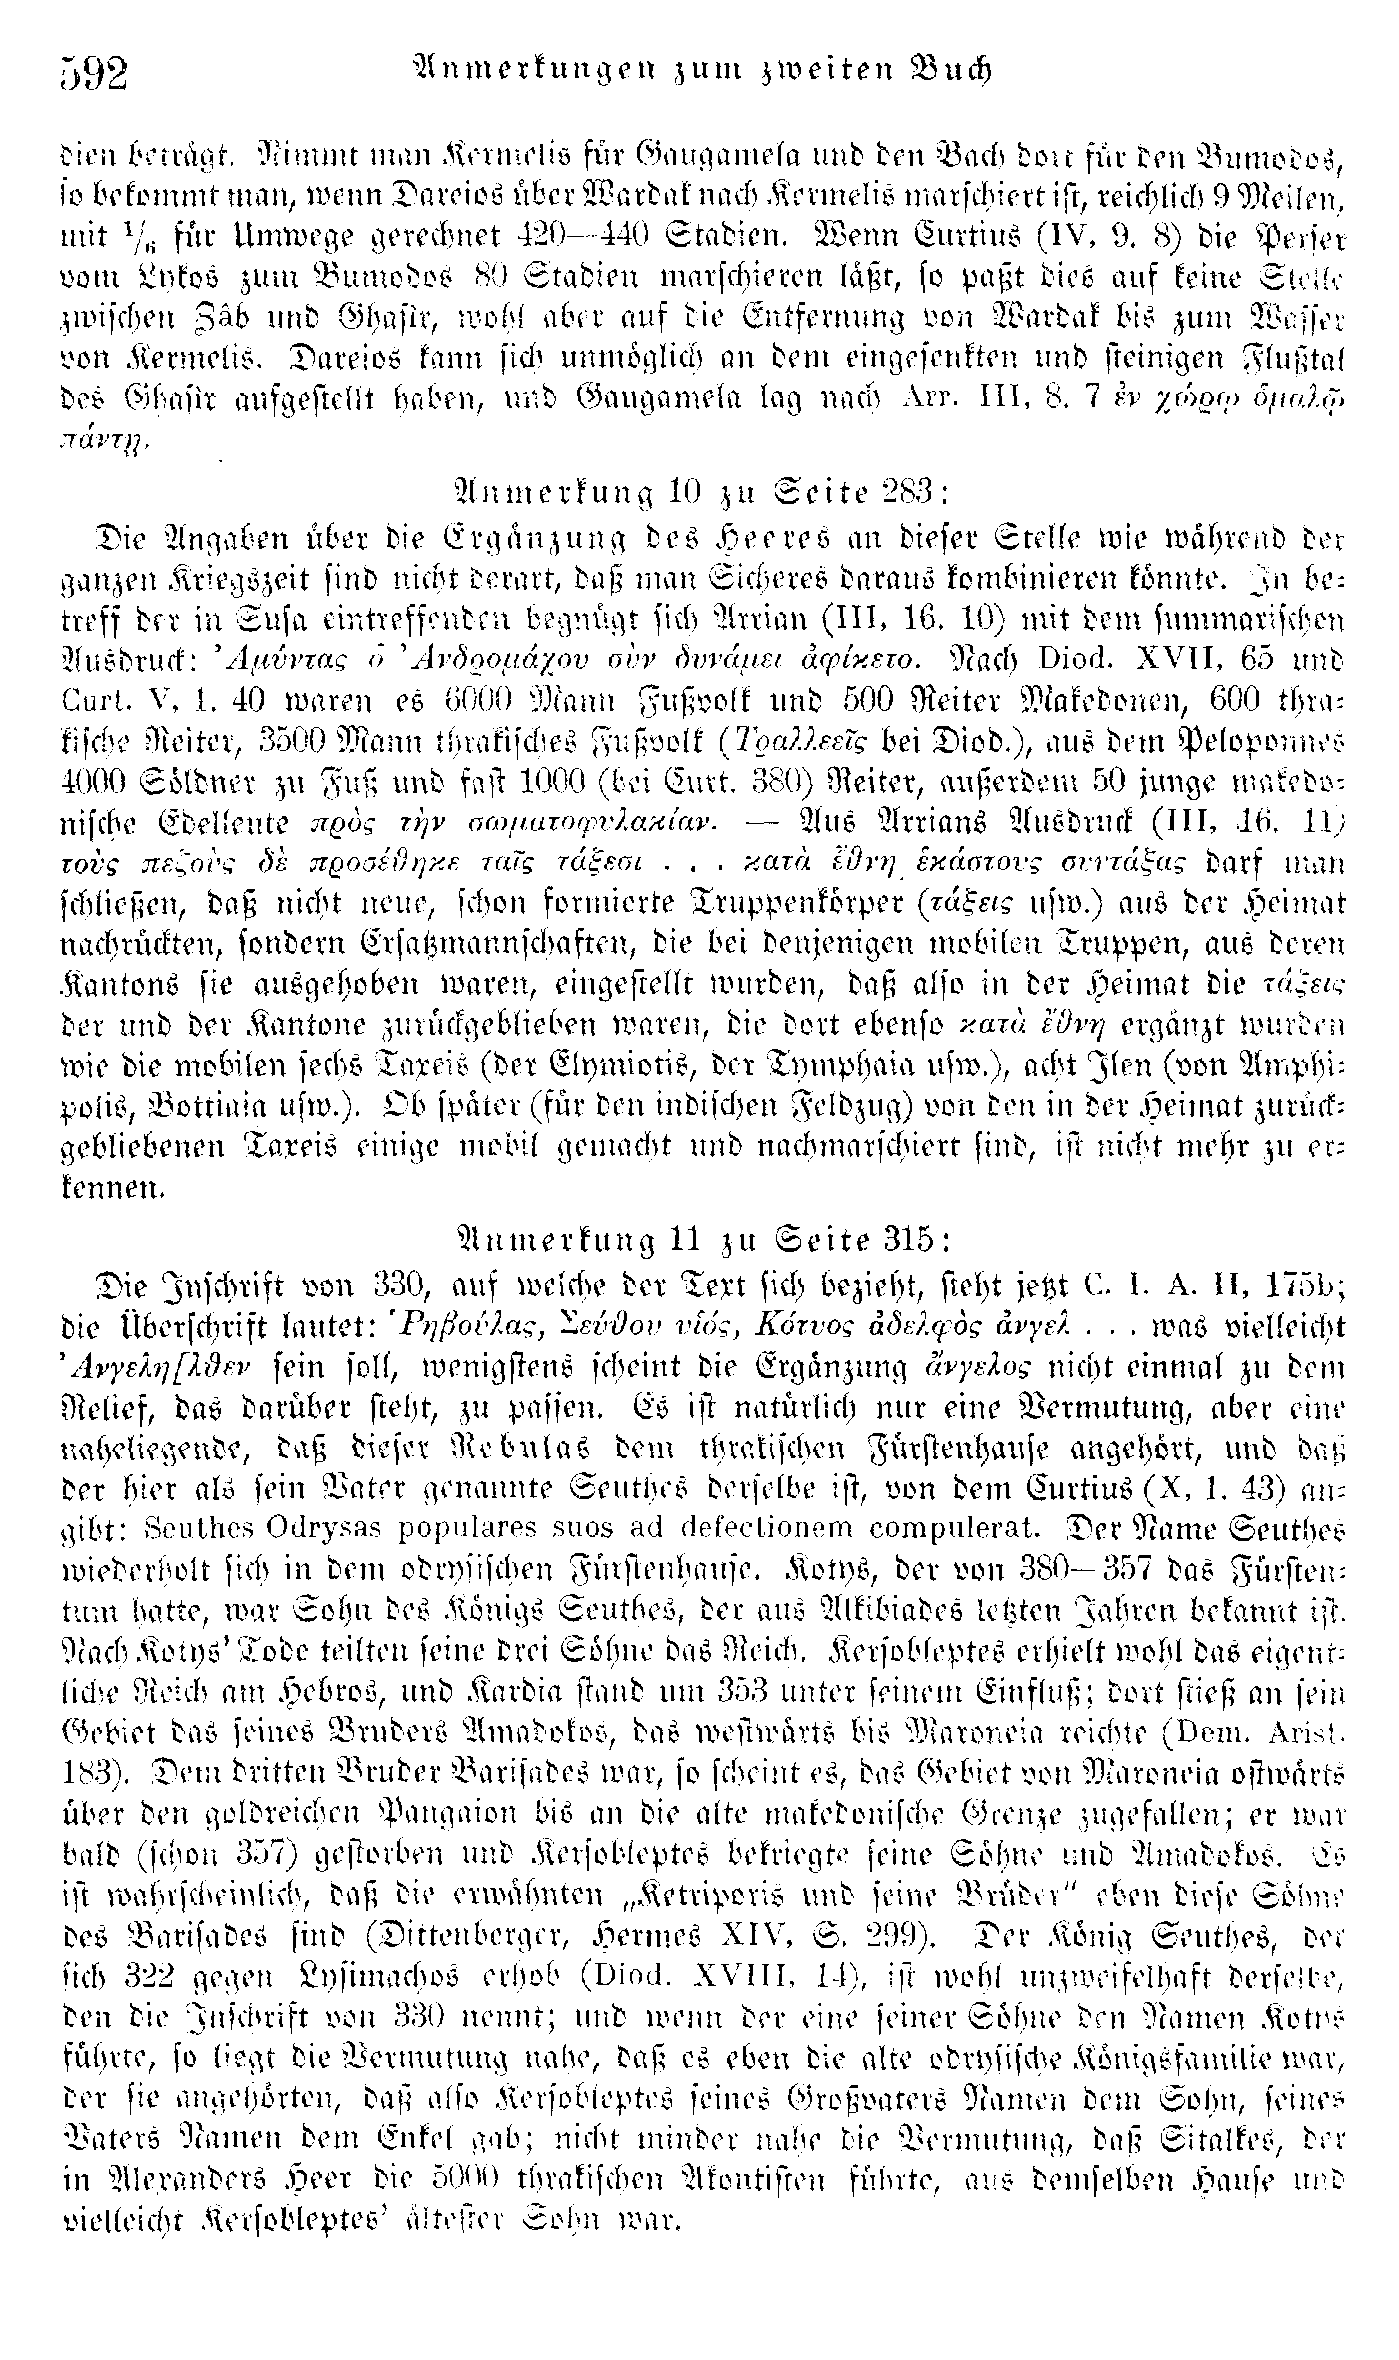 592 Anmerkungen zum zweiten Buch
dien beträgt. Nimmt man Kermelis für Gaugamela und den Bach dort für den Bumodos,
so bekommt man, wenn Dareios über Wardak nach Kermelis marschiert ist, reichlich 9 Meilen,
mit 1/6 für Umwege gerechnet 420—440 Stadien. Wenn Curtius (IV, 9. 8) die Perser
vom Lykos zum Bumodos 80 Stadien marschieren läßt, so paßt dies auf keine Stelle
zwischen Zâb und Ghasir, wohl aber auf die Entfernung von Wardak bis zum Wasser
von Kermelis. Dareios kann sich unmöglich an dem eingesenkten und steinigen Flußtal
des Ghasir aufgestellt haben, und Gaugamela lag nach Arr. III, 8. 7 ἐν χώρῳ ὁμαλῷ
πάντῃ.
Anmerkung 10 zu Seite 283:
Die Angaben über die Ergänzung des Heeres an dieser Stelle wie während der
ganzen Kriegszeit sind nicht derart, daß man Sicheres daraus kombinieren könnte. In be-
treff der in Susa eintreffenden begnügt sich Arrian (III, 16. 10) mit dem summarischen
Ausdruck: Ἀμύντας ὁ Ἀνδρομάχου σὺν δυνάμει ἀφίκετο. Nach Diod. XVII, 65 und
Curt. V, 1. 40 waren es 6000 Mann Fußvolk und 500 Reiter Makedonen, 600 thra-
kische Reiter, 3500 Mann thrakisches Fußvolk (Τραλλεεῖς bei Diod.), aus dem Peloponnes
4000 Söldner zu Fuß und fast 1000 (bei Curt. 380) Reiter, außerdem 50 junge makedo-
nische Edelleute πρὸς τὴν σωματοφυλακίαν. — Aus Arrians Ausdruck (III, 16. 11)
τοὺς πεζοὺς δὲ προσέθηκε ταῖς τάξεσι . . . κατὰ ἔθνη ἑκάστους συντάξας darf man
schließen, daß nicht neue, schon formierte Truppenkörper (τάξεις usw.) aus der Heimat
nachrückten, sondern Ersatzmannschaften, die bei denjenigen mobilen Truppen, aus deren
Kantons sie ausgehoben waren, eingestellt wurden, daß also in der Heimat die τάξεις
der und der Kantone zurückgeblieben waren, die dort ebenso κατὰ ἔθνη ergänzt wurden
wie die mobilen sechs Taxeis (der Elymiotis, der Tymphaia usw.), acht Ilen (von Amphi-
polis, Bottiaia usw.). Ob später (für den indischen Feldzug) von den in der Heimat zurück-
gebliebenen Taxeis einige mobil gemacht und nachmarschiert sind, ist nicht mehr zu er-
kennen.
Anmerkung 11 zu Seite 315:
Die Inschrift von 330, auf welche der Text sich bezieht, steht jetzt C. I. A. II, 175b;
die Überschrift lautet: Ῥηβούλας, Σεύθου υἱός, Κότυος ἀδελφὸς ἀνγελ . . . was vielleicht
Ἀνγελῆ[λθεν sein soll, wenigstens scheint die Ergänzung ἄνγελος nicht einmal zu dem
Relief, das darüber steht, zu passen. Es ist natürlich nur eine Vermutung, aber eine
naheliegende, daß dieser Rebulas dem thrakischen Fürstenhause angehört, und daß
der hier als sein Vater genannte Seuthes derselbe ist, von dem Curtius (X, 1. 43) an-
gibt: Seuthes Odrysas populares suos ad defectionem compulerat. Der Name Seuthes
wiederholt sich in dem odrysischen Fürstenhause. Kotys, der von 380—357 das Fürsten-
tum hatte, war Sohn des Königs Seuthes, der aus Alkibiades letzten Jahren bekannt ist.
Nach Kotys' Tode teilten seine drei Söhne das Reich. Kersobleptes erhielt wohl das eigent-
liche Reich am Hebros, und Kardia stand um 353 unter seinem Einfluß; dort stieß an sein
Gebiet das seines Bruders Amadokos, das westwärts bis Maroneia reichte (Dem. Arist.
183). Dem dritten Bruder Barisades war, so scheint es, das Gebiet von Maroneia ostwärts
über den goldreichen Pangaion bis an die alte makedonische Grenze zugefallen; er war
bald (schon 357) gestorben und Kersobleptes bekriegte seine Söhne und Amadokos. Es
ist wahrscheinlich, daß die erwähnten „Ketriporis und seine Brüder“ eben diese Söhne
des Barisades sind (Dittenberger, Hermes XIV, S. 299). Der König Seuthes, der
sich 322 gegen Lysimachos erhob (Diod. XVIII, 14), ist wohl unzweifelhaft derselbe,
den die Inschrift von 330 nennt; und wenn der eine seiner Söhne den Namen Kotys
führte, so liegt die Vermutung nahe, daß es eben die alte odrysische Königsfamilie war,
der sie angehörten, daß also Kersobleptes seines Großvaters Namen dem Sohn, seines
Vaters Namen dem Enkel gab; nicht minder nahe die Vermutung, daß Sitalkes, der
in Alexanders Heer die 5000 thrakischen Akontisten führte, aus demselben Hause und
vielleicht Kersobleptes' ältester Sohn war.